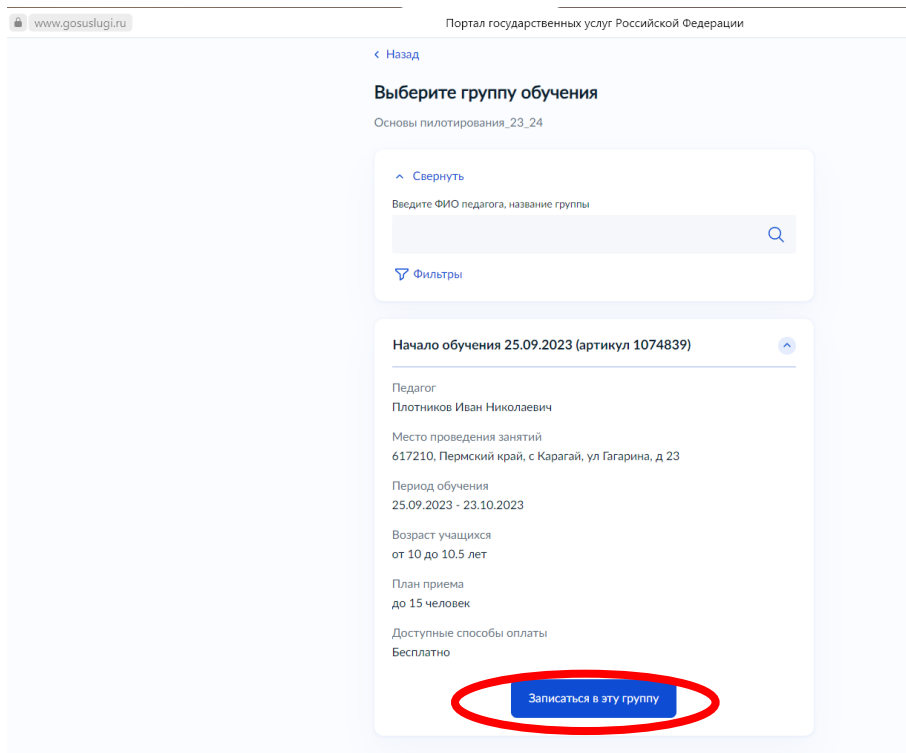 www.gosuslugi.ru
Портал государственных услуг Российской Федерации
Назад
Выберите группу обучения
Основы пилотирования_23_24
Свернуть
Введите ФИО педагога, название группы
Фильтры
Начало обучения 25.09.2023 (артикул 1074839)
Педагог
Плотников Иван Николаевич
Место проведения занятий
617210, Пермский край, с Карагай, ул Гагарина, д 23
Период обучения
25.09.2023 - 23.10.2023
Возраст учащихся
от 10 до 10.5 лет
План приема
до 15 человек
Доступные способы оплаты
Бесплатно
Записаться в эту группу